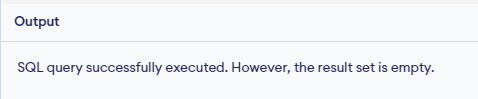 Output
SQL query successfully executed. However, the result set is empty.